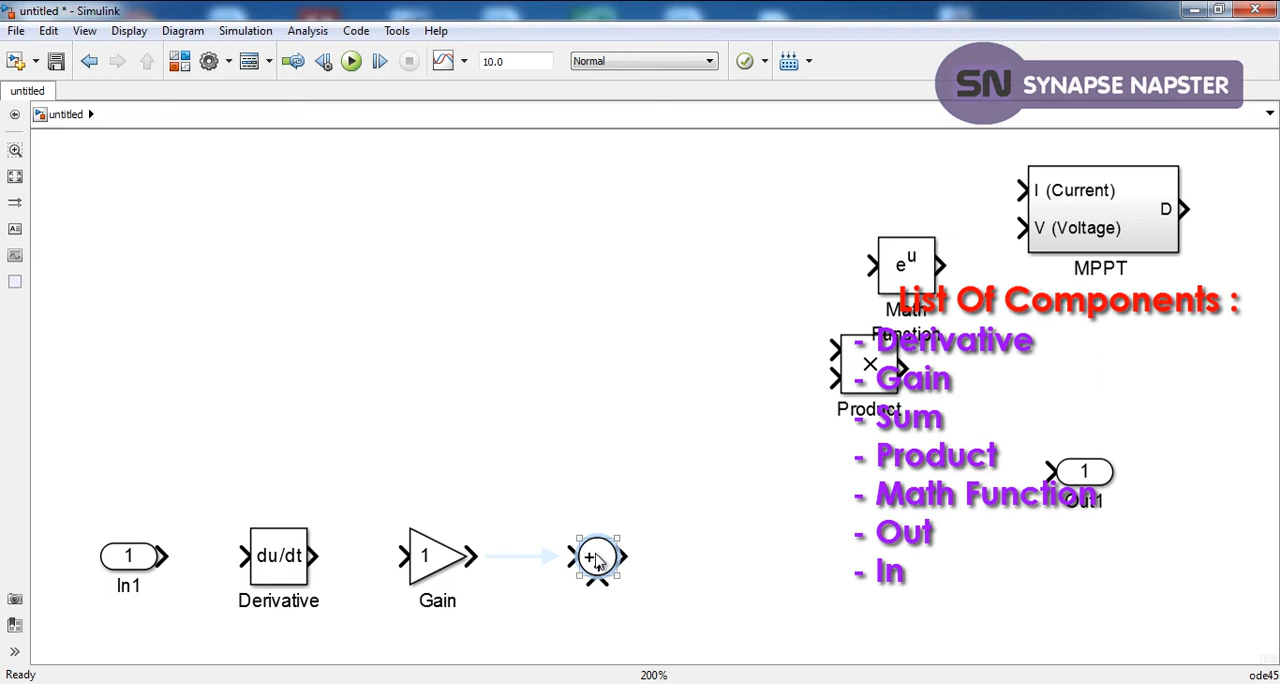 untitled * - Simulink
File Edit View Display Diagram Simulation Analysis Code Tools Help
10.0
Normal
SN SYNAPSE NAPSTER
untitled
untitled
I (Current)
V (Voltage)
D
MPPT
e^u
Math
Function
List Of Components :
- Derivative
- Gain
- Sum
- Product
- Math Function
- Out
- In
×
Product
1
Out1
1
In1
du/dt
Derivative
1
Gain
+
Ready
200%
ode45